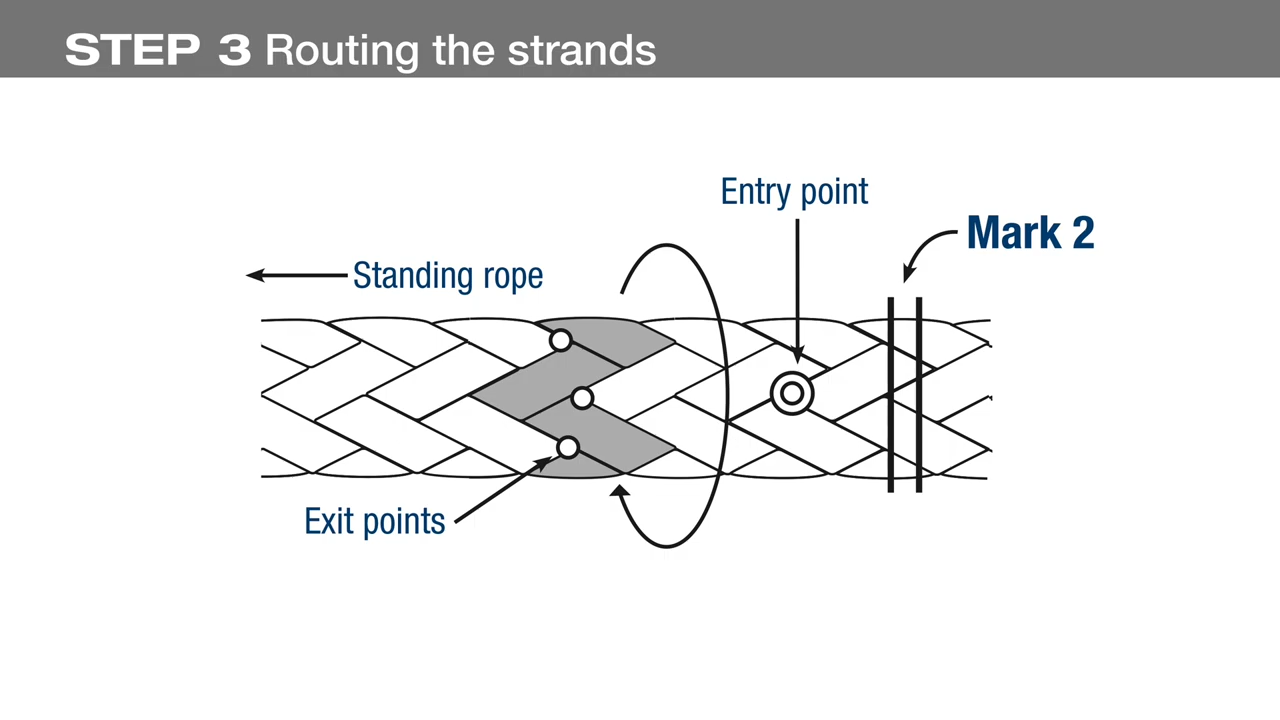 STEP 3 Routing the strands
Entry point
Mark 2
Standing rope
Exit points